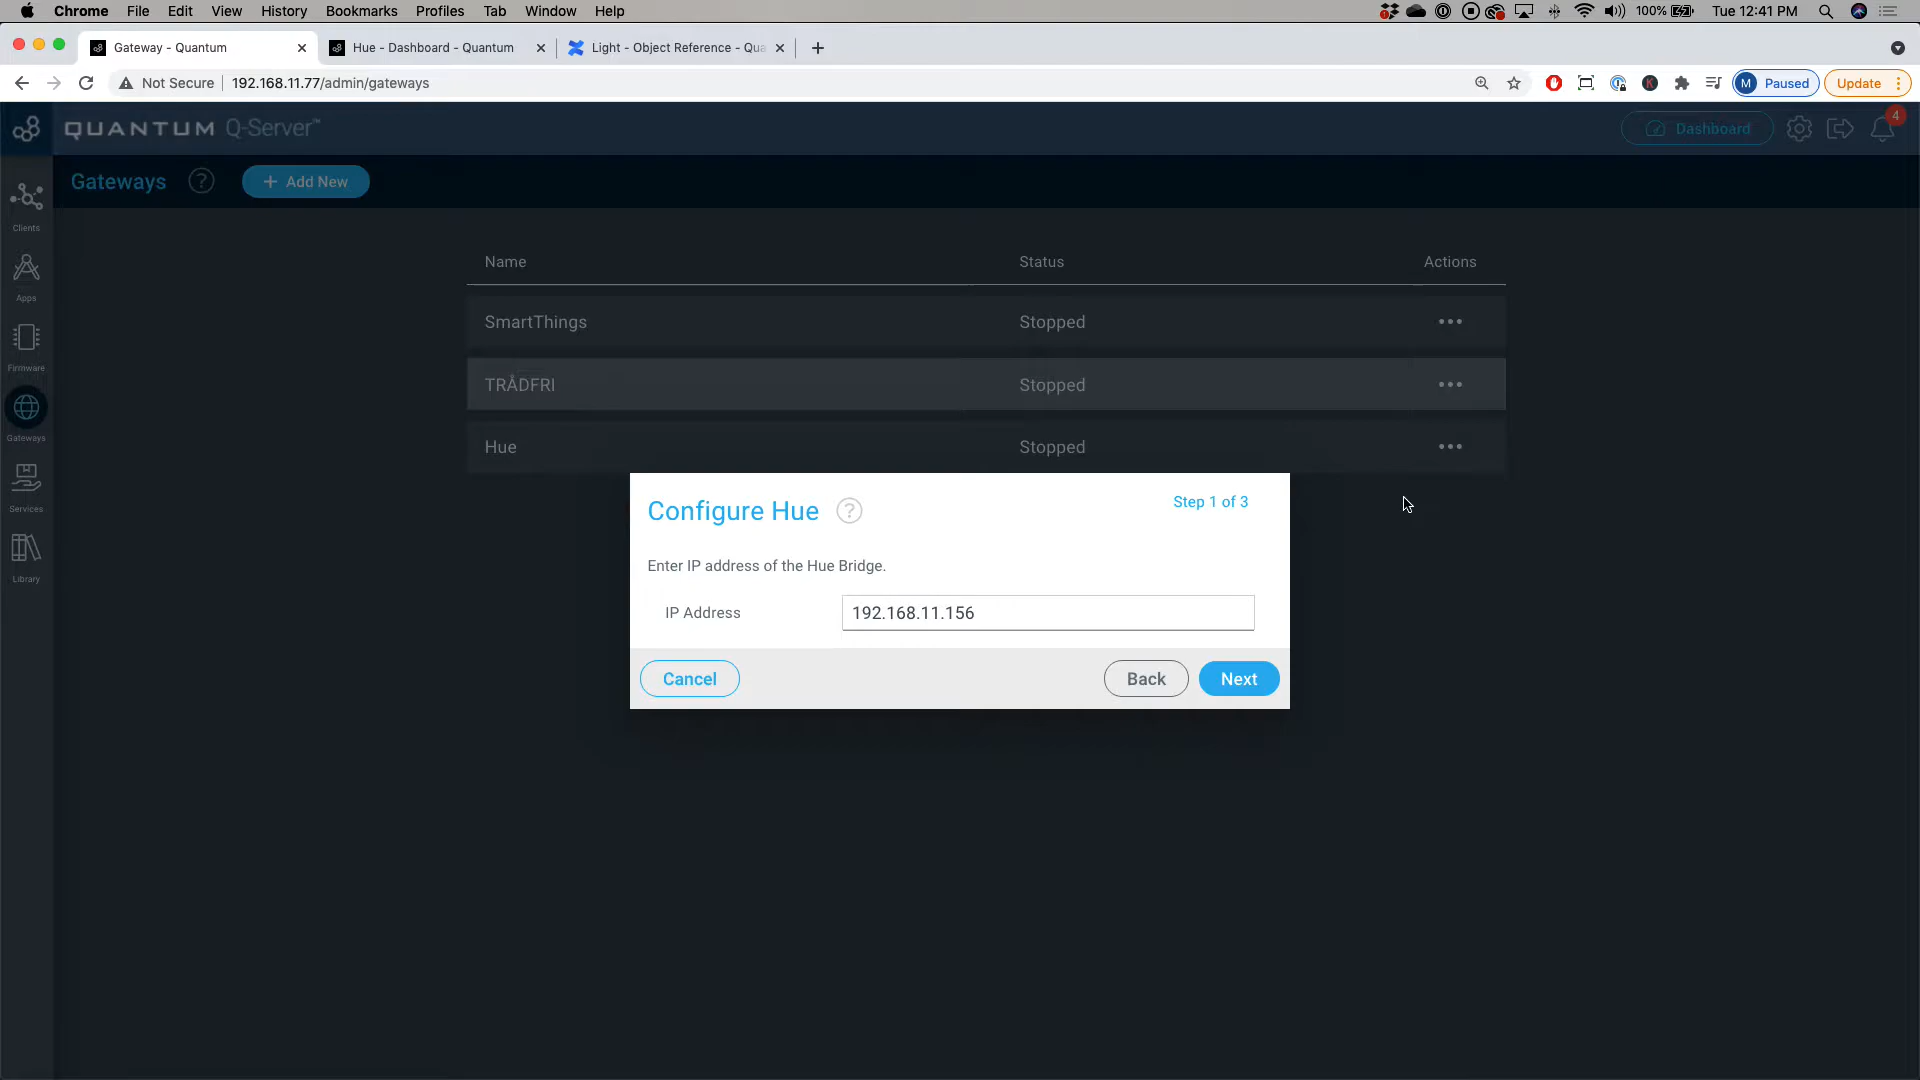 Chrome File Edit View History Bookmarks Profiles Tab Window Help 100% Tue 12:41 PM
Gateway - Quantum Hue - Dashboard - Quantum Light - Object Reference - Qua
Not Secure 192.168.11.77/admin/gateways M Paused Update
QUANTUM Q-Server™ Dashboard 4
Gateways ? + Add New
Clients
Apps
Firmware
Gateways
Services
Library
Name Status Actions
SmartThings Stopped
TRÅDFRI Stopped
Hue Stopped
Configure Hue ? Step 1 of 3
Enter IP address of the Hue Bridge.
IP Address 192.168.11.156
Cancel Back Next